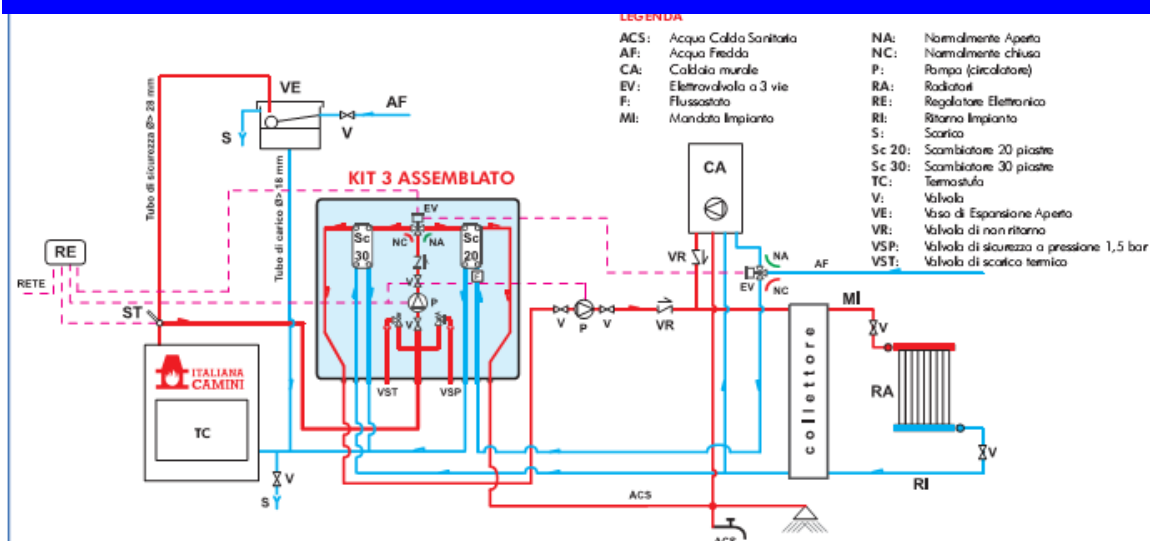 LEGENDA
ACS: Acqua Calda Sanitaria
AF: Acqua Fredda
CA: Caldaia murale
EV: Elettrovalvola a 3 vie
F: Flussostato
MI: Mandata Impianto
NA: Normalmente Aperta
NC: Normalmente chiusa
P: Pompa (circolatore)
RA: Radiatori
RE: Regolatore Elettronico
RI: Ritorno Impianto
S: Scarico
Sc 20: Scambiatore 20 piastre
Sc 30: Scambiatore 30 piastre
TC: Termostufa
V: Valvola
VE: Vaso di Espansione Aperto
VR: Valvola di non ritorno
VSP: Valvola di sicurezza a pressione 1,5 bar
VST: Valvola di scarico termico
VE
AF
S
V
Tubo di sicurezza Ø> 28 mm
Tubo di carico Ø> 18 mm
KIT 3 ASSEMBLATO
EV
NC
NA
Sc
30
Sc
20
F
V
P
V
VST
VSP
RE
RETE
ST
ITALIANA
CAMINI
TC
V
S
CA
VR
NA
EV
NC
AF
V
P
V
VR
MI
collettore
V
RA
V
RI
ACS
ACS